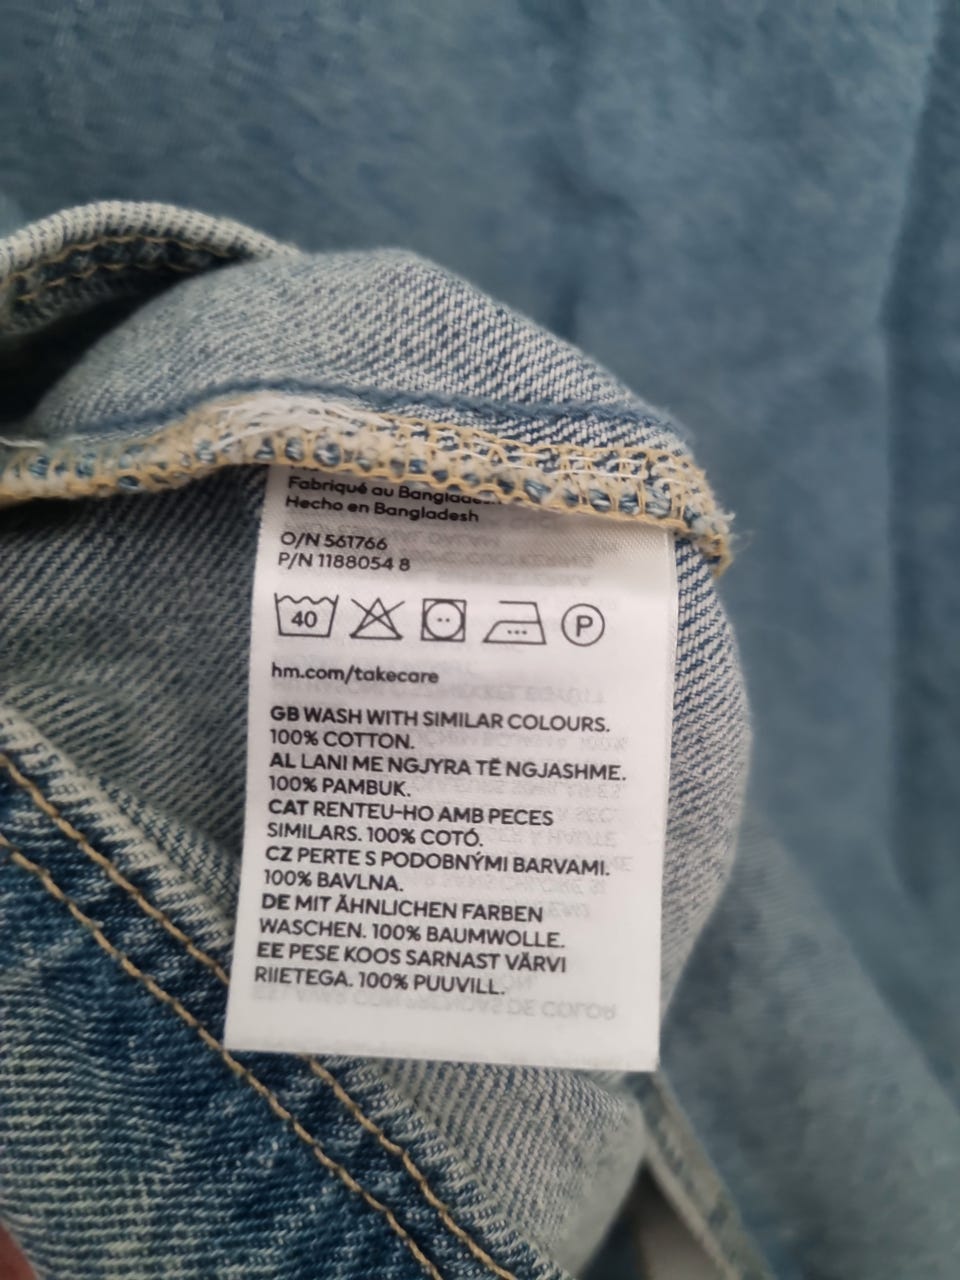 Fabriqué au
Hecho en Bangladesh
O/N 561766
P/N 1188054 8
40
P
hm.com/takecare
GB WASH WITH SIMILAR COLOURS.
100% COTTON.
AL LANI ME NGJYRA TË NGJASHME.
100% PAMBUK.
CAT RENTEU-HO AMB PECES
SIMILARS. 100% COTÓ.
CZ PERTE S PODOBNÝMI BARVAMI.
100% BAVLNA.
DE MIT ÄHNLICHEN FARBEN
WASCHEN. 100% BAUMWOLLE.
EE PESE KOOS SARNAST VÄRVI
RIIETEGA. 100% PUUVILL.